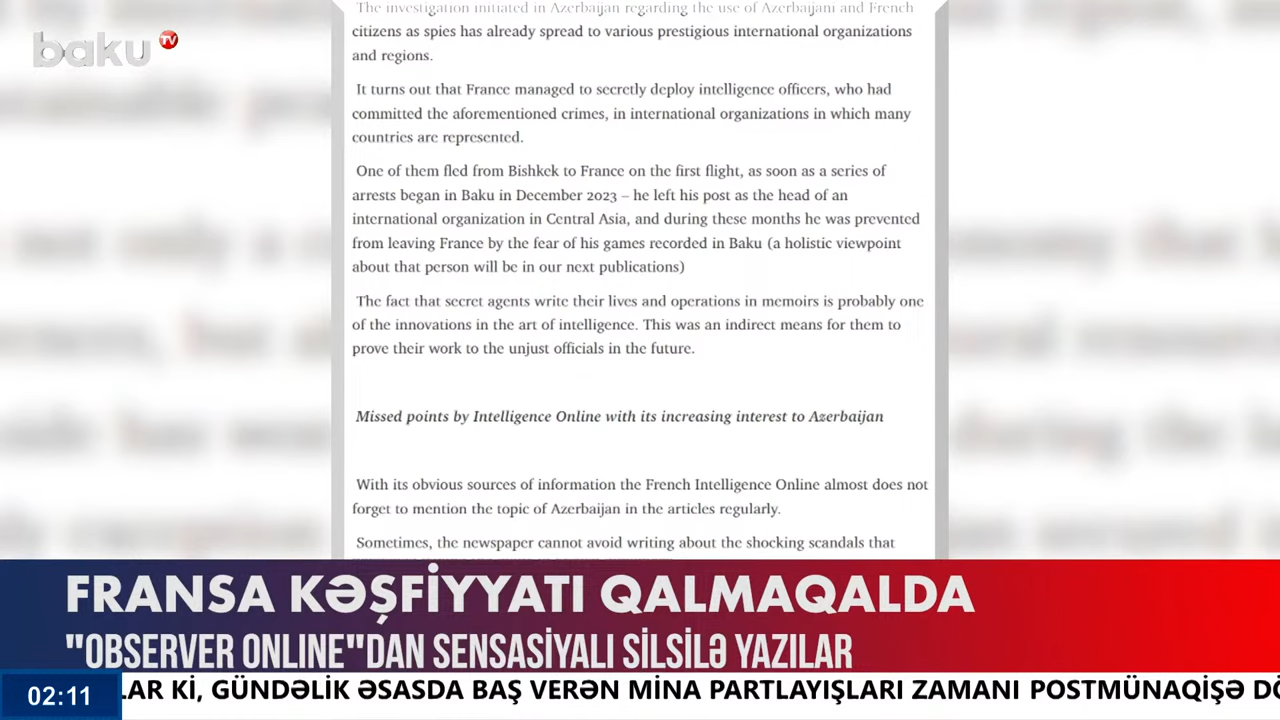 baku TV
The investigation initiated in Azerbaijan regarding the use of Azerbaijani and French
citizens as spies has already spread to various prestigious international organizations
and regions.
It turns out that France managed to secretly deploy intelligence officers, who had
committed the aforementioned crimes, in international organizations in which many
countries are represented.
One of them fled from Bishkek to France on the first flight, as soon as a series of
arrests began in Baku in December 2023 – he left his post as the head of an
international organization in Central Asia, and during these months he was prevented
from leaving France by the fear of his games recorded in Baku (a holistic viewpoint
about that person will be in our next publications)
The fact that secret agents write their lives and operations in memoirs is probably one
of the innovations in the art of intelligence. This was an indirect means for them to
prove their work to the unjust officials in the future.
Missed points by Intelligence Online with its increasing interest to Azerbaijan
With its obvious sources of information the French Intelligence Online almost does not
forget to mention the topic of Azerbaijan in the articles regularly.
Sometimes, the newspaper cannot avoid writing about the shocking scandals that
FRANSA KƏŞFİYYATI QALMAQALDA
"OBSERVER ONLINE"DAN SENSASİYALI SİLSİLƏ YAZILAR
02:11 LAR Kİ, GÜNDƏLİK ƏSASDA BAŞ VERƏN MİNA PARTLAYIŞLARI ZAMANI POSTMÜNAQİŞƏ